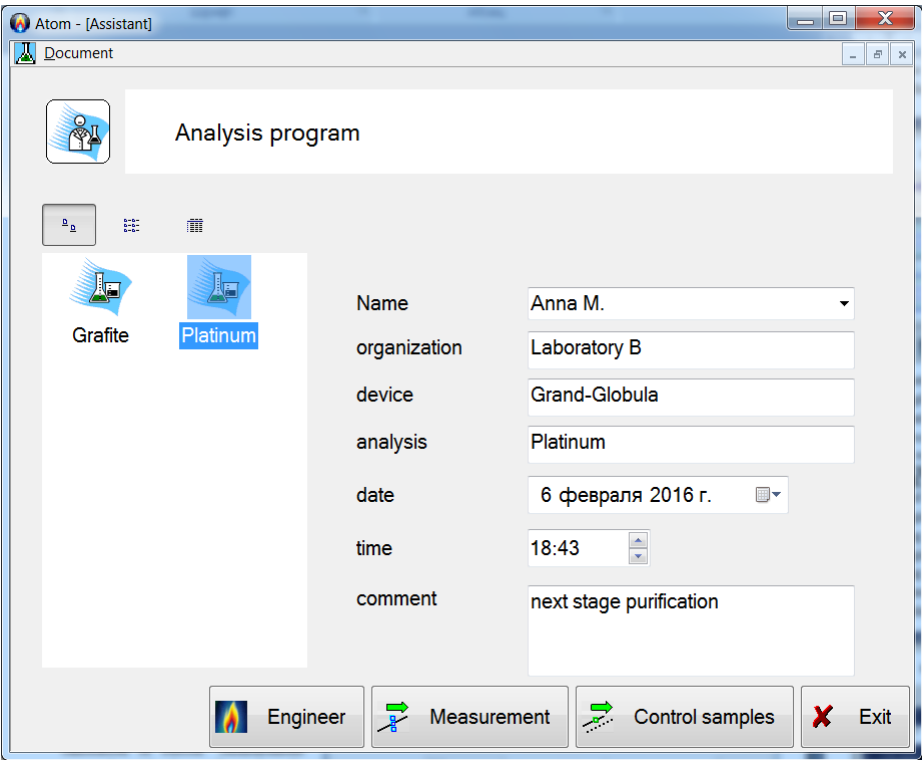 Atom - [Assistant]
Document
Analysis program
Grafite
Platinum
Name
Anna M.
organization
Laboratory B
device
Grand-Globula
analysis
Platinum
date
6 февраля 2016 г.
time
18:43
comment
next stage purification
Engineer
Measurement
Control samples
Exit